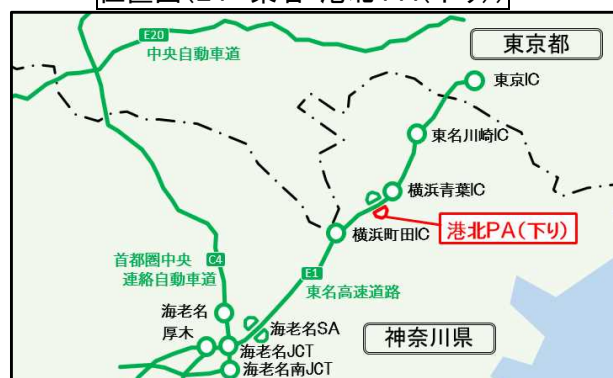 位置図(E1 東名 港北PA(下り))
E20
中央自動車道
東京都
東京IC
東名川崎IC
横浜青葉IC
港北PA(下り)
横浜町田IC
首都圏中央
連絡自動車道
C4
E1
東名高速道路
海老名
海老名SA
厚木
海老名JCT
海老名南JCT
神奈川県